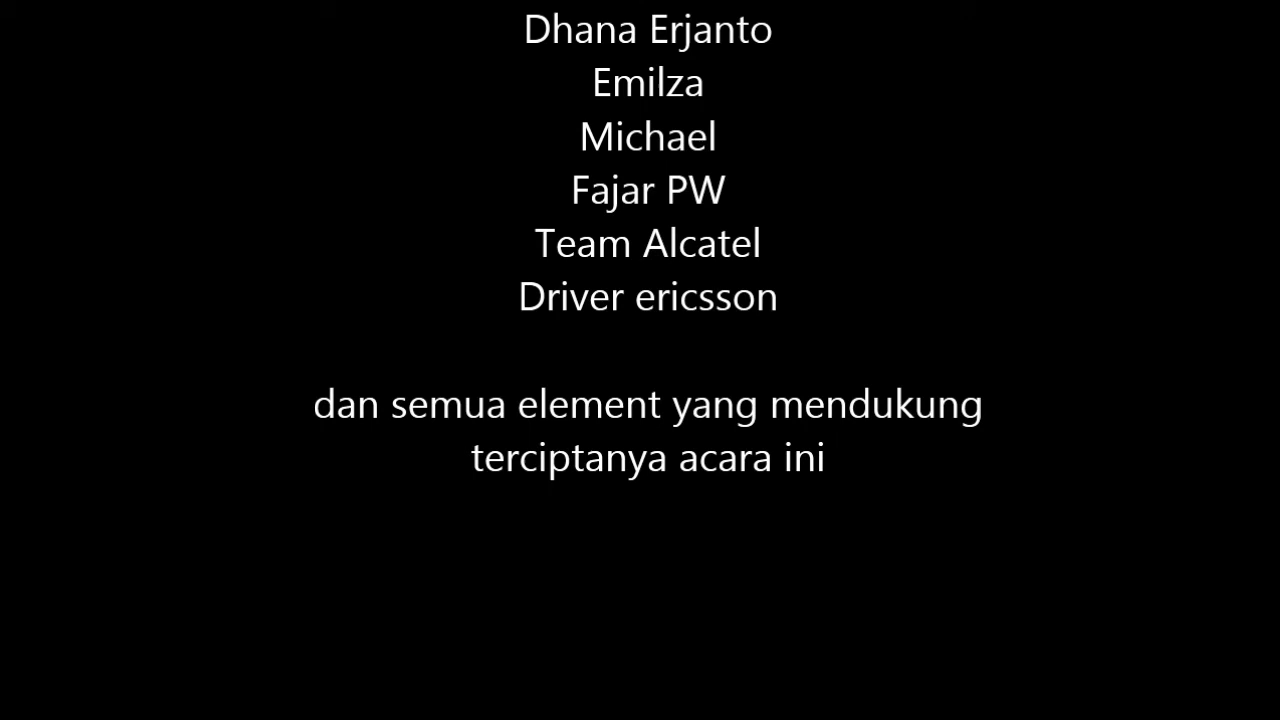 Dhana Erjanto
Emilza
Michael
Fajar PW
Team Alcatel
Driver ericsson
dan semua element yang mendukung
terciptanya acara ini